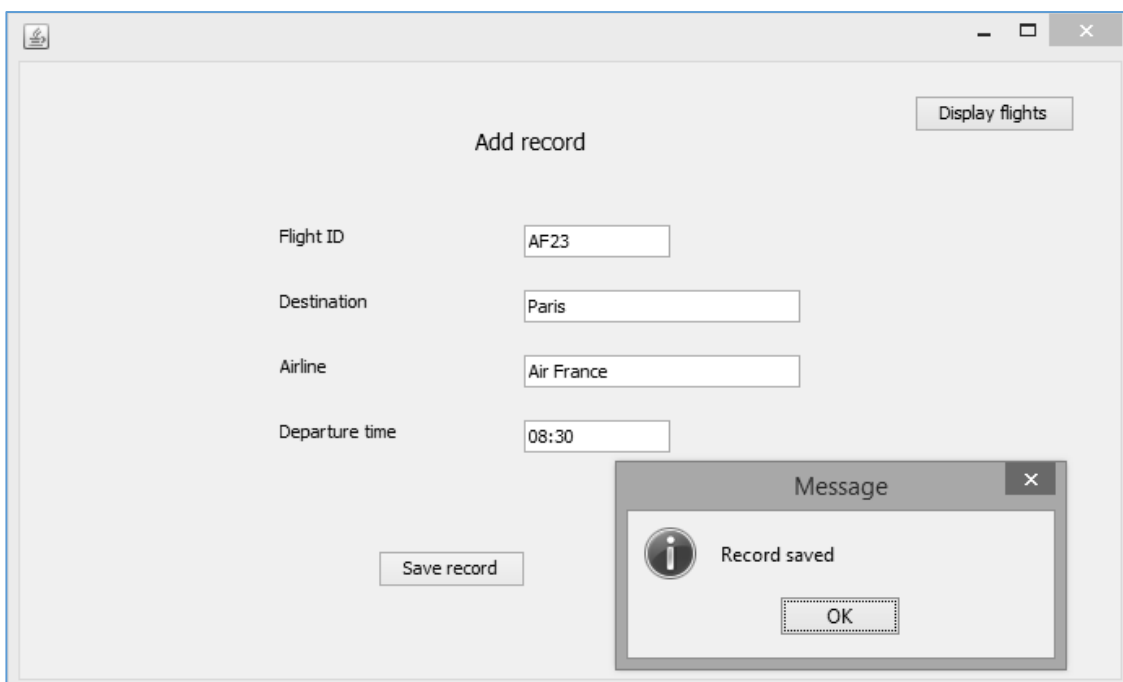 Display flights
Add record
Flight ID AF23
Destination Paris
Airline Air France
Departure time 08:30
Message
Record saved
Save record
OK